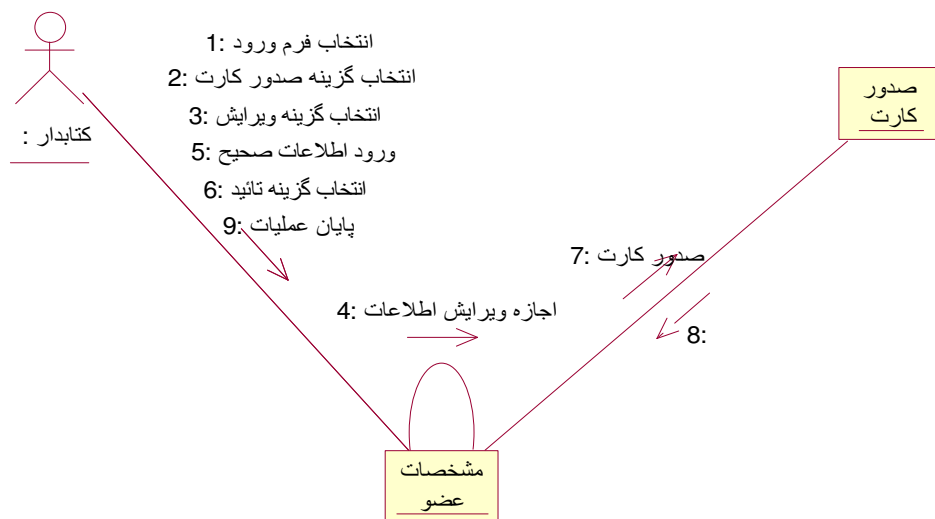 1: انتخاب فرم ورود
2: انتخاب گزینه صدور کارت
3: انتخاب گزینه ویرایش
5: ورود اطلاعات صحیح
6: انتخاب گزینه تائید
9: پایان عملیات
کتابدار :
صدور
کارت
7: صدور کارت
8:
4: اجازه ویرایش اطلاعات
مشخصات
عضو